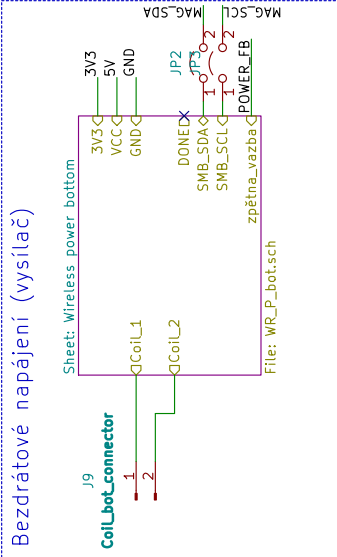 Bezdrátové napájení (vysílač)
Sheet: Wireless power bottom
3V3
5V
GND
MAG_SDA
MAG_SCL
JP2
JP3
2
2
1
1
POWER_FB
3V3
VCC
GND
DONE
SMB_SDA
SMB_SCL
zpětna_vazba
Coil_1
Coil_2
File: WR_P_bot.sch
J9
Coil_bot_connector
1
2